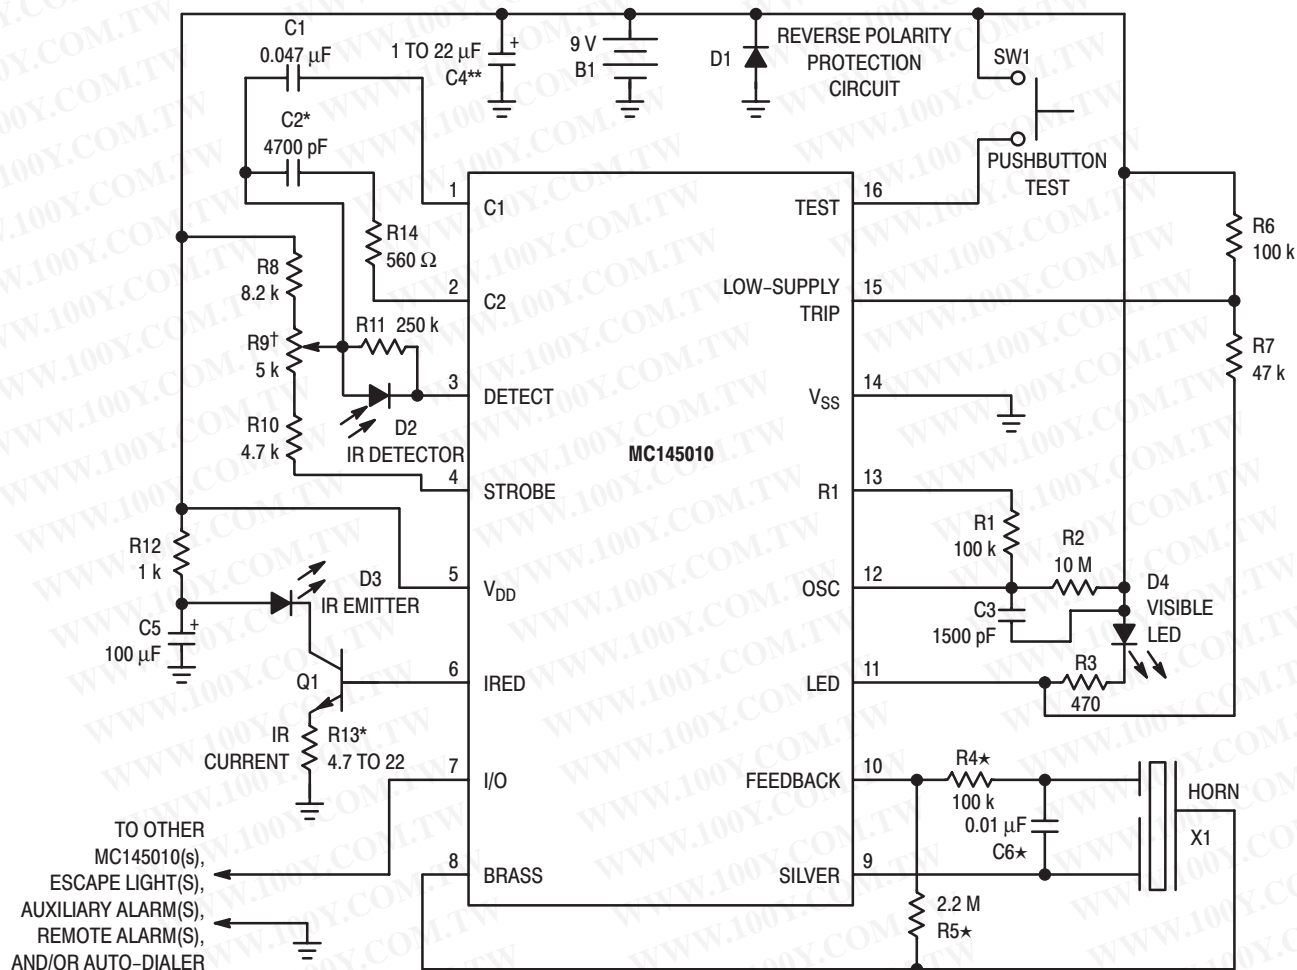 C1
0.047 µF
1 TO 22 µF
+
C4**
9 V
B1
D1
REVERSE POLARITY
PROTECTION
CIRCUIT
SW1
PUSHBUTTON
TEST
C2*
4700 pF
R14
560 Ω
R8
8.2 k
R9†
5 k
R10
4.7 k
R11 250 k
D2
IR DETECTOR
R12
1 k
C5
+
100 µF
D3
IR EMITTER
Q1
IR
CURRENT
R13*
4.7 TO 22
1
C1
2
C2
3
DETECT
4
STROBE
5
VDD
6
IRED
7
I/O
8
BRASS
MC145010
16
TEST
15
LOW–SUPPLY
TRIP
14
VSS
13
R1
12
OSC
11
LED
10
FEEDBACK
9
SILVER
R6
100 k
R7
47 k
R1
100 k
R2
10 M
C3
1500 pF
D4
VISIBLE
LED
R3
470
R4★
100 k
0.01 µF
C6★
HORN
X1
2.2 M
R5★
TO OTHER
MC145010(s),
ESCAPE LIGHT(S),
AUXILIARY ALARM(S),
REMOTE ALARM(S),
AND/OR AUTO–DIALER
WWW.100Y.COM.TW